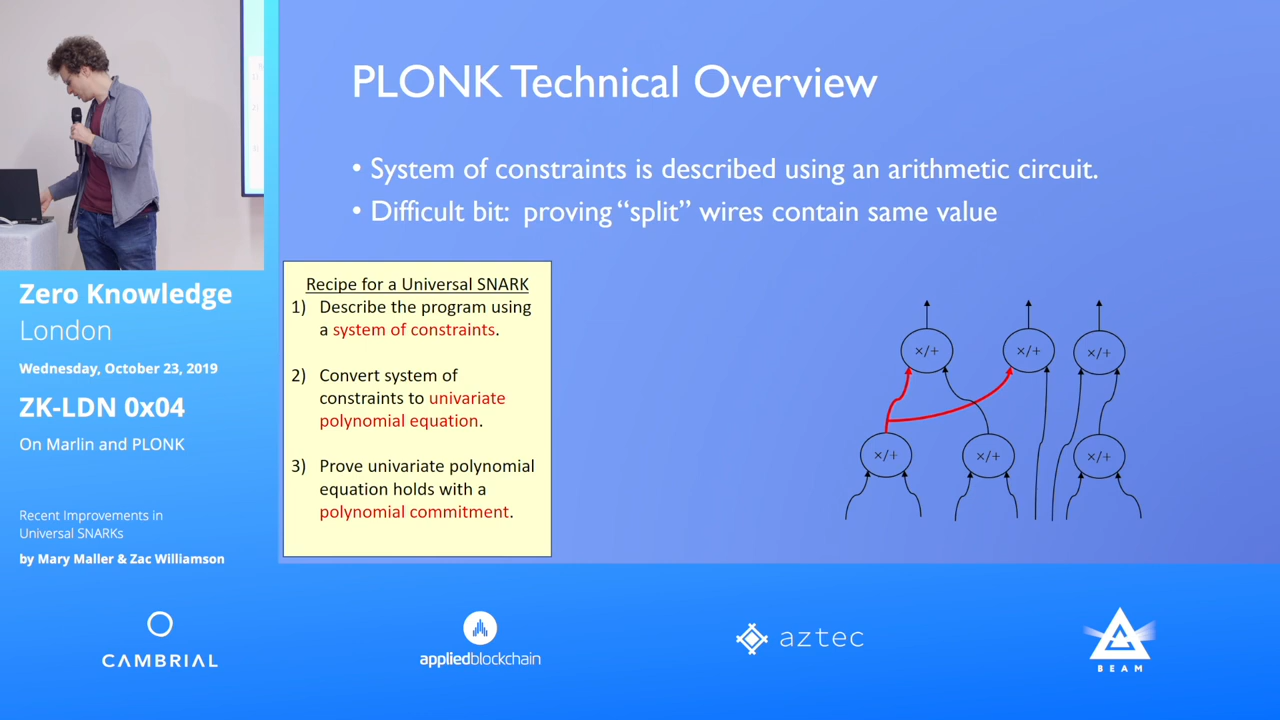 PLONK Technical Overview
• System of constraints is described using an arithmetic circuit.
• Difficult bit: proving “split” wires contain same value
Recipe for a Universal SNARK
1) Describe the program using
a system of constraints.
2) Convert system of
constraints to univariate
polynomial equation.
3) Prove univariate polynomial
equation holds with a
polynomial commitment.
×/+ ×/+ ×/+
×/+ ×/+ ×/+
Zero Knowledge
London
Wednesday, October 23, 2019
ZK-LDN 0x04
On Marlin and PLONK
Recent Improvements in
Universal SNARKs
by Mary Maller & Zac Williamson
CAMBRIAL
appliedblockchain
aztec
BEAM